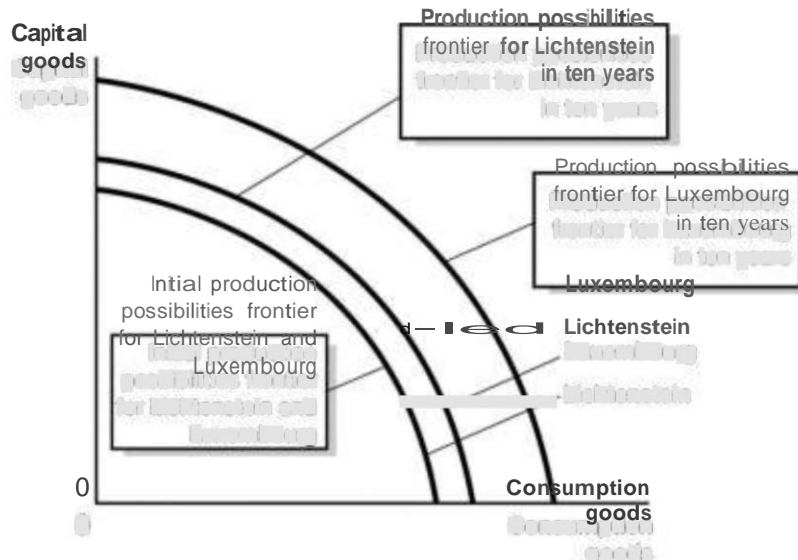 Capital
goods
Production possibilities
frontier for Lichtenstein
in ten years
Production possbilities
frontier for Luxembourg
in ten years
Intial production
possibilities frontier
for Lichtenstein and
Luxembourg
Luxembourg
Lichtenstein
0
Consumption
goods